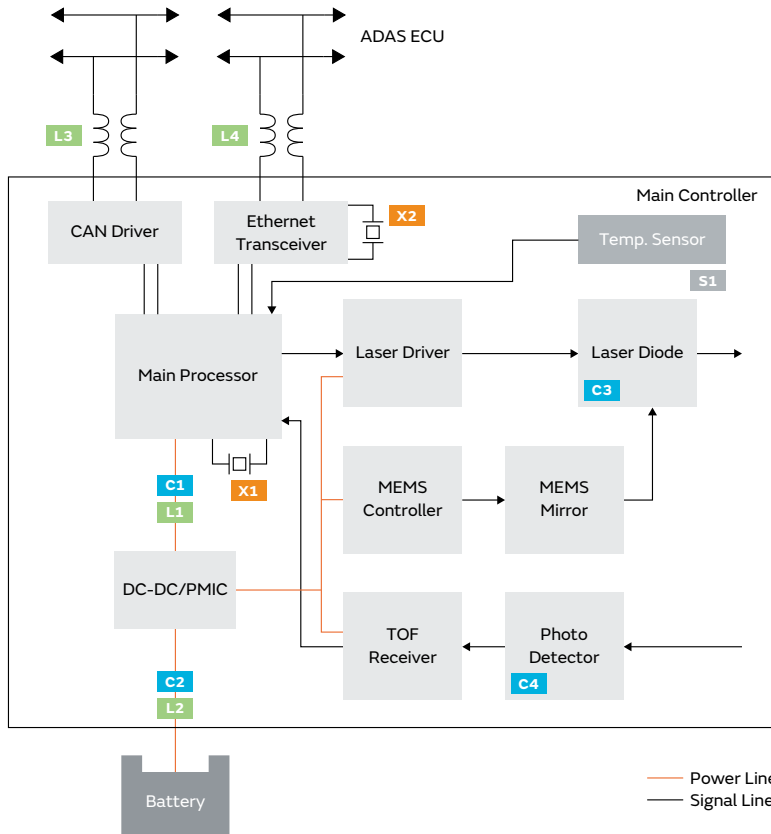 ADAS ECU
L3
L4
Main Controller
CAN Driver
Ethernet
Transceiver
X2
Temp. Sensor
S1
Main Processor
Laser Driver
Laser Diode
C3
X1
C1
L1
MEMS
Controller
MEMS
Mirror
DC-DC/PMIC
TOF
Receiver
Photo
Detector
C4
C2
L2
Battery
Power Line
Signal Line